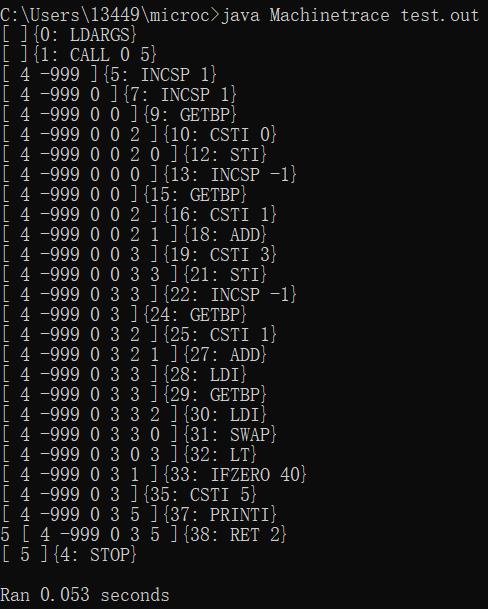 C:\Users\13449\microc>java Machinetrace test.out
[ ]{0: LDARGS}
[ ]{1: CALL 0 5}
[ 4 -999 ]{5: INCSP 1}
[ 4 -999 0 ]{7: INCSP 1}
[ 4 -999 0 0 ]{9: GETBP}
[ 4 -999 0 0 2 ]{10: CSTI 0}
[ 4 -999 0 0 2 0 ]{12: STI}
[ 4 -999 0 0 0 ]{13: INCSP -1}
[ 4 -999 0 0 ]{15: GETBP}
[ 4 -999 0 0 2 ]{16: CSTI 1}
[ 4 -999 0 0 2 1 ]{18: ADD}
[ 4 -999 0 0 3 ]{19: CSTI 3}
[ 4 -999 0 0 3 3 ]{21: STI}
[ 4 -999 0 3 3 ]{22: INCSP -1}
[ 4 -999 0 3 ]{24: GETBP}
[ 4 -999 0 3 2 ]{25: CSTI 1}
[ 4 -999 0 3 2 1 ]{27: ADD}
[ 4 -999 0 3 3 ]{28: LDI}
[ 4 -999 0 3 3 ]{29: GETBP}
[ 4 -999 0 3 3 2 ]{30: LDI}
[ 4 -999 0 3 3 0 ]{31: SWAP}
[ 4 -999 0 3 0 3 ]{32: LT}
[ 4 -999 0 3 1 ]{33: IFZERO 40}
[ 4 -999 0 3 ]{35: CSTI 5}
[ 4 -999 0 3 5 ]{37: PRINTI}
5 [ 4 -999 0 3 5 ]{38: RET 2}
[ 5 ]{4: STOP}
Ran 0.053 seconds